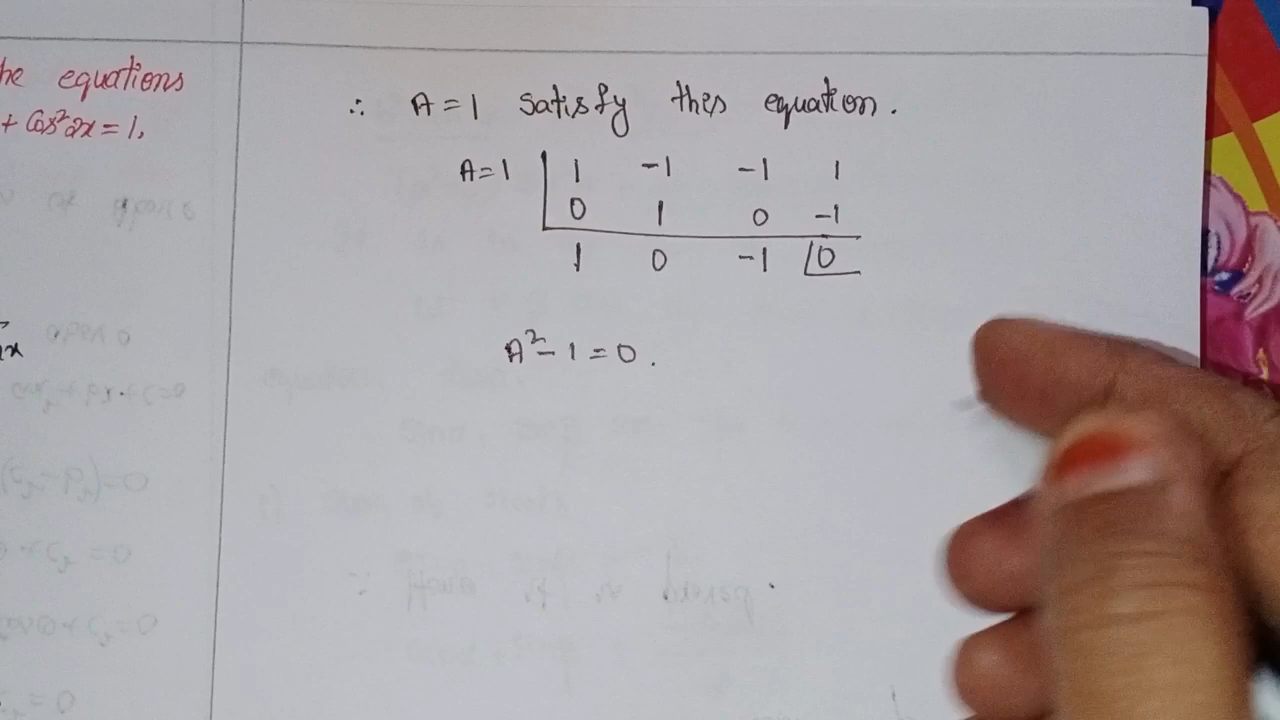 he equations
+ Cos²2x = 1.
∴ A = 1 satisfy thes equation.
A=1 1 -1 -1 1
0 1 0 -1
1 0 -1 0
A² - 1 = 0.